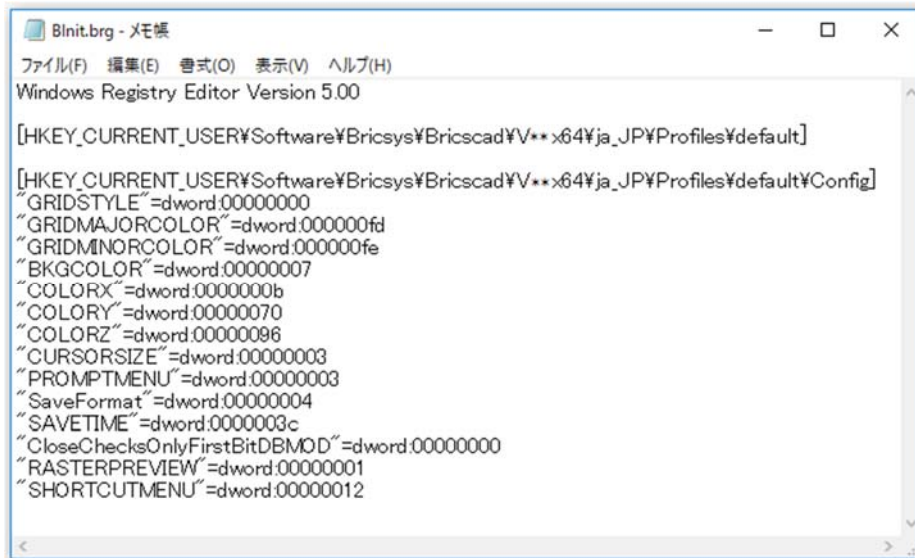 BInit.brg - メモ帳
ファイル(F) 編集(E) 書式(O) 表示(V) ヘルプ(H)
Windows Registry Editor Version 5.00
[HKEY_CURRENT_USER¥Software¥Bricsys¥Bricscad¥V**x64¥ja_JP¥Profiles¥default]
[HKEY_CURRENT_USER¥Software¥Bricsys¥Bricscad¥V**x64¥ja_JP¥Profiles¥default¥Config]
"GRIDSTYLE"=dword:00000000
"GRIDMAJORCOLOR"=dword:000000fd
"GRIDMINORCOLOR"=dword:000000fe
"BKGCOLOR"=dword:00000007
"COLORX"=dword:0000000b
"COLORY"=dword:00000070
"COLORZ"=dword:00000096
"CURSORSIZE"=dword:00000003
"PROMPTMENU"=dword:00000003
"SaveFormat"=dword:00000004
"SAVETIME"=dword:0000003c
"CloseChecksOnlyFirstBitDBMOD"=dword:00000000
"RASTERPREVIEW"=dword:00000001
"SHORTCUTMENU"=dword:00000012